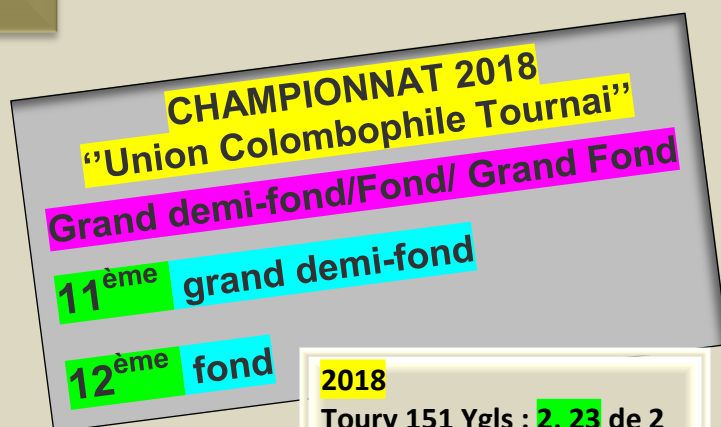 CHAMPIONNAT 2018
‘’Union Colombophile Tournai’’
Grand demi-fond/Fond/ Grand Fond
11ème grand demi-fond
12ème fond
2018
Toury 151 Ygls : 2, 23 de 2